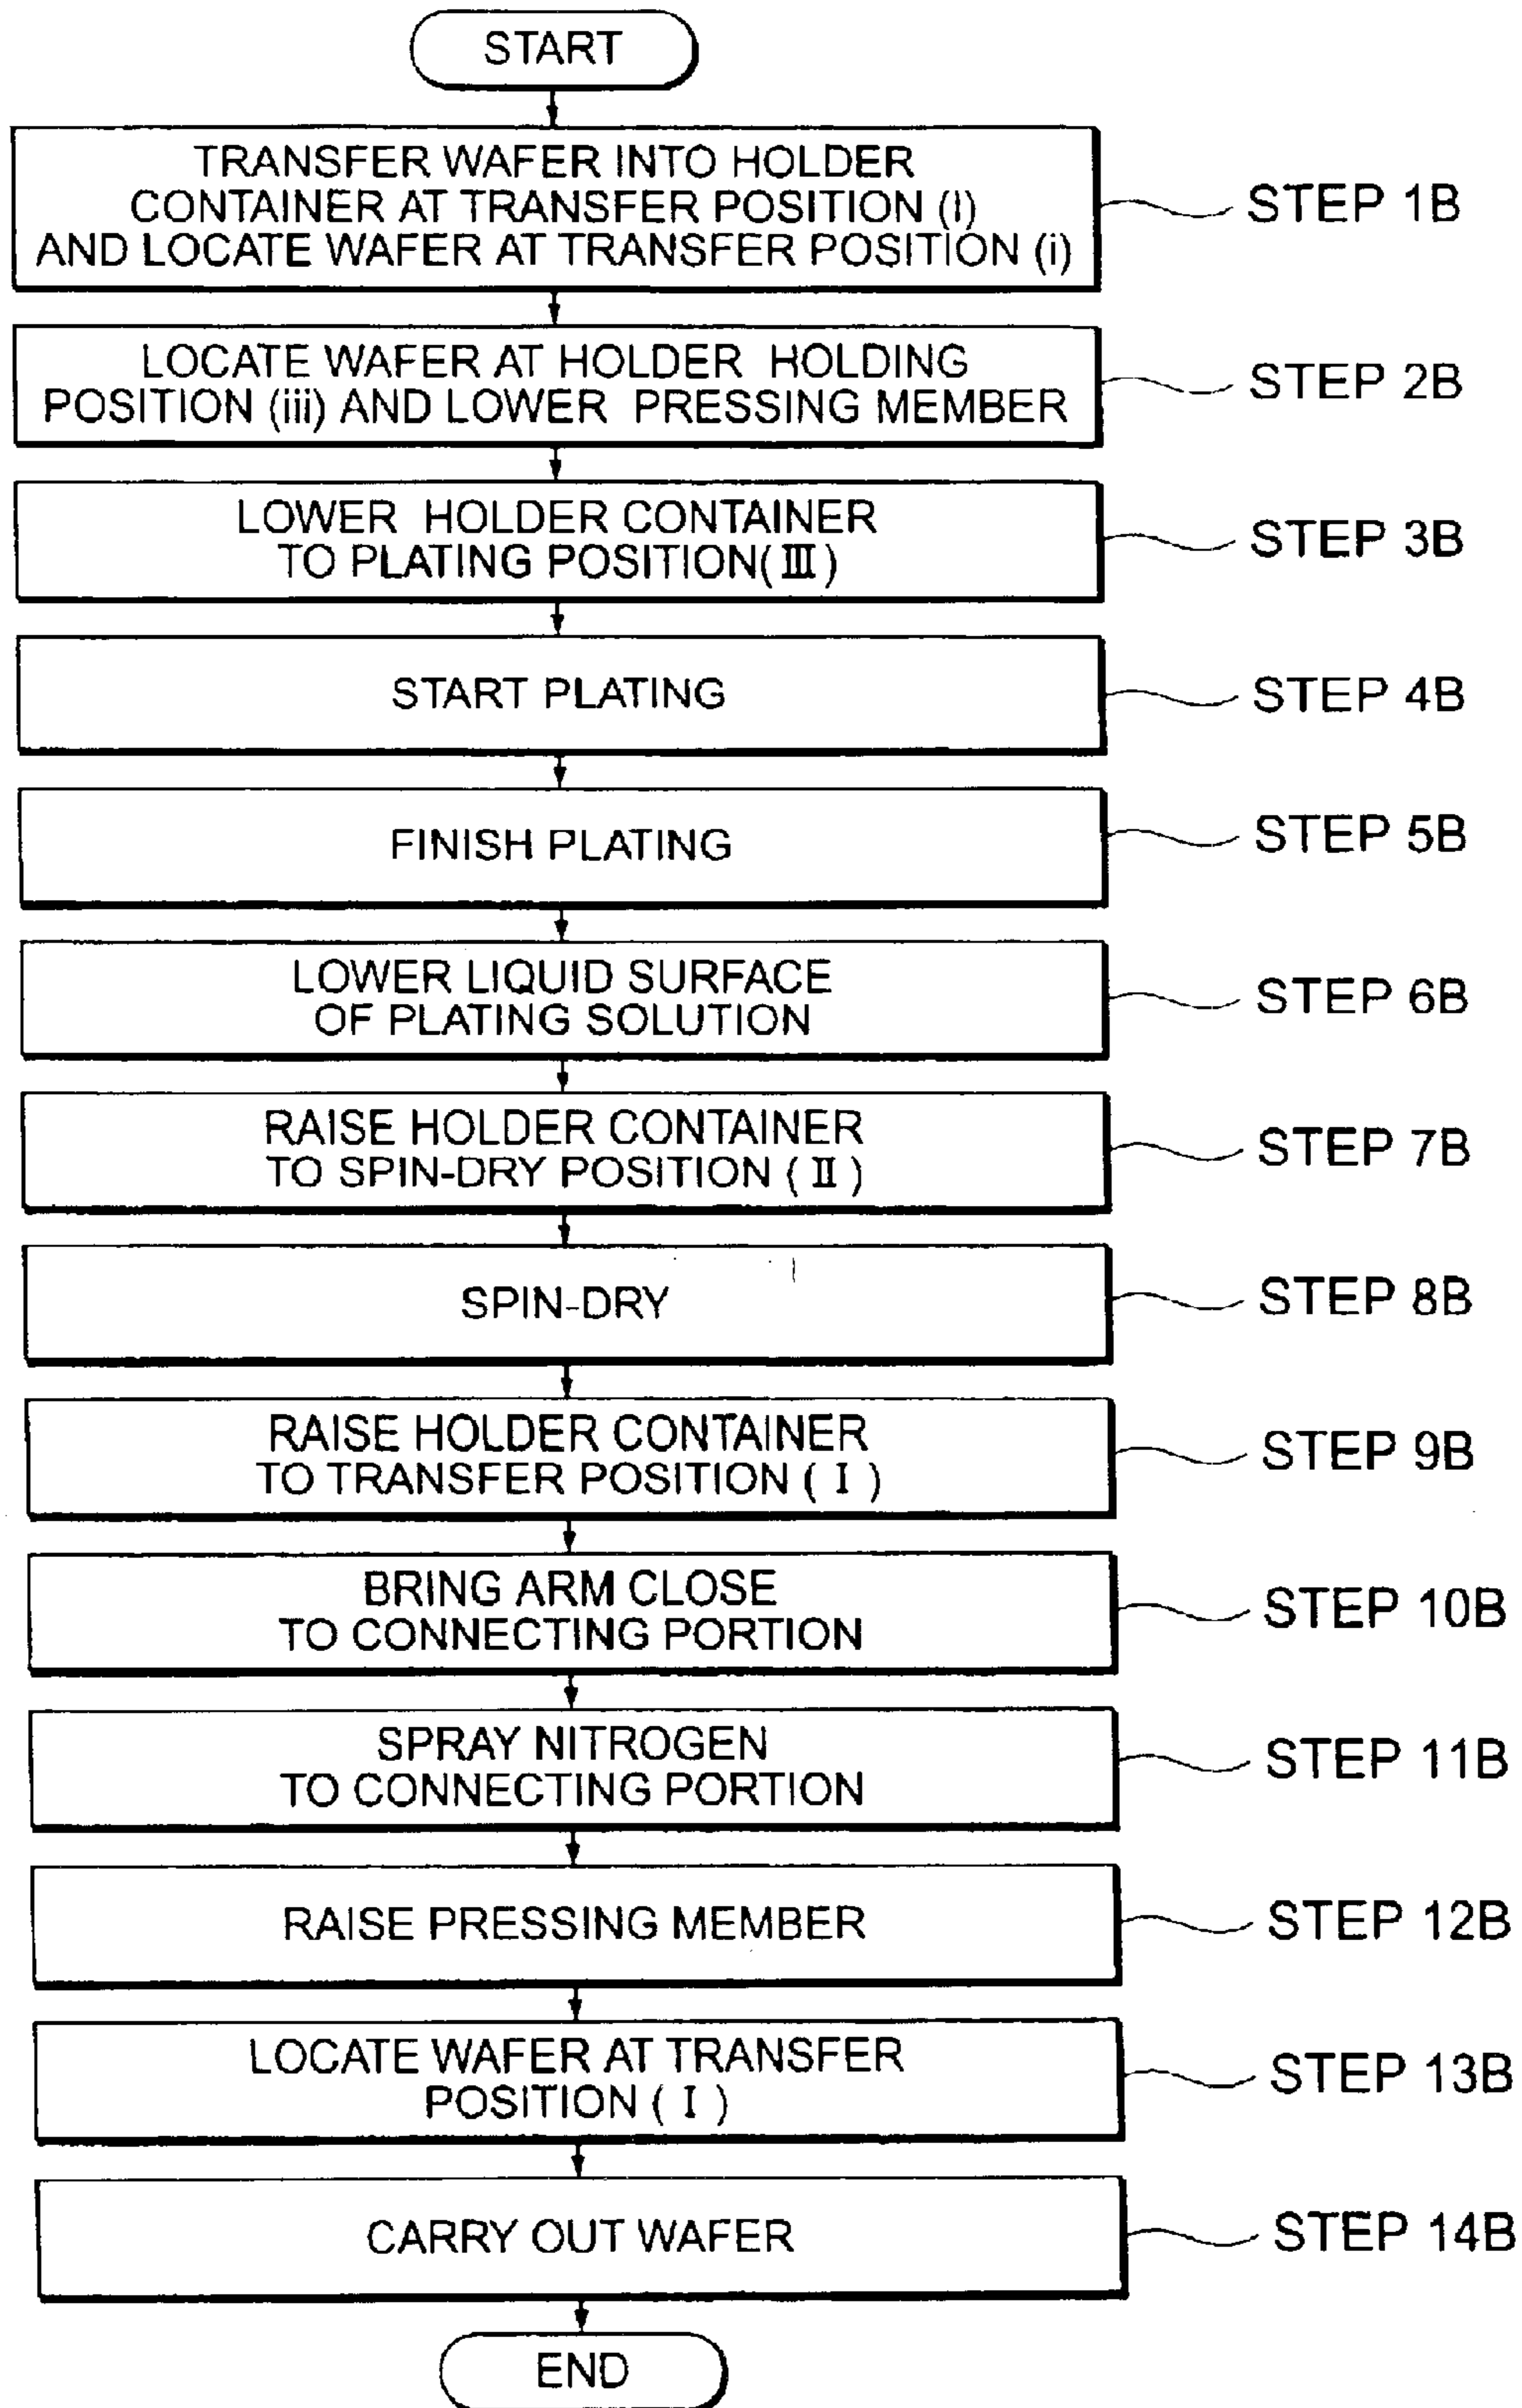 START
TRANSFER WAFER INTO HOLDER
CONTAINER AT TRANSFER POSITION (I)
AND LOCATE WAFER AT TRANSFER POSITION (i)
STEP 1B
LOCATE WAFER AT HOLDER HOLDING
POSITION (iii) AND LOWER PRESSING MEMBER
STEP 2B
LOWER HOLDER CONTAINER
TO PLATING POSITION(III)
STEP 3B
START PLATING
STEP 4B
FINISH PLATING
STEP 5B
LOWER LIQUID SURFACE
OF PLATING SOLUTION
STEP 6B
RAISE HOLDER CONTAINER
TO SPIN-DRY POSITION (II)
STEP 7B
SPIN-DRY
STEP 8B
RAISE HOLDER CONTAINER
TO TRANSFER POSITION (I)
STEP 9B
BRING ARM CLOSE
TO CONNECTING PORTION
STEP 10B
SPRAY NITROGEN
TO CONNECTING PORTION
STEP 11B
RAISE PRESSING MEMBER
STEP 12B
LOCATE WAFER AT TRANSFER
POSITION (I)
STEP 13B
CARRY OUT WAFER
STEP 14B
END